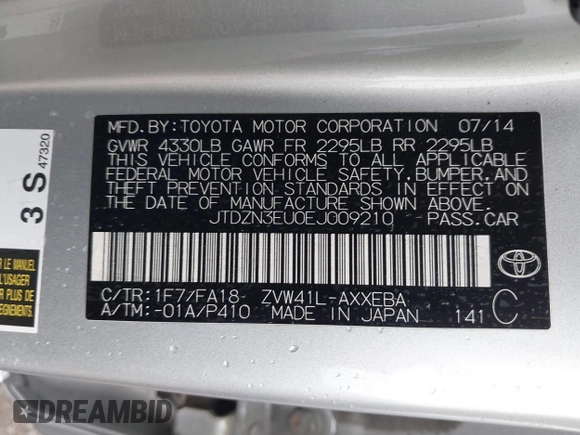 MFD.BY:TOYOTA MOTOR CORPORATION 07/14
GVWR 4330LB GAWR FR 2295LB RR 2295LB
THIS VEHICLE CONFORMS TO ALL APPLICABLE
FEDERAL MOTOR VEHICLE SAFETY,BUMPER,AND
THEFT PREVENTION STANDARDS IN EFFECT ON
THE DATE OF MANUFACTURE SHOWN ABOVE.
JTDZN3EU0EJ009210 PASS.CAR
C/TR:1F7/FA18- ZVW41L-AXXEBA
A/TM:-01A/P410 MADE IN JAPAN 141 C
3 S 47320
R LE MANUEL
L'USAGER
R DE PLUS
EIGNEMENTS.
DREAMBID